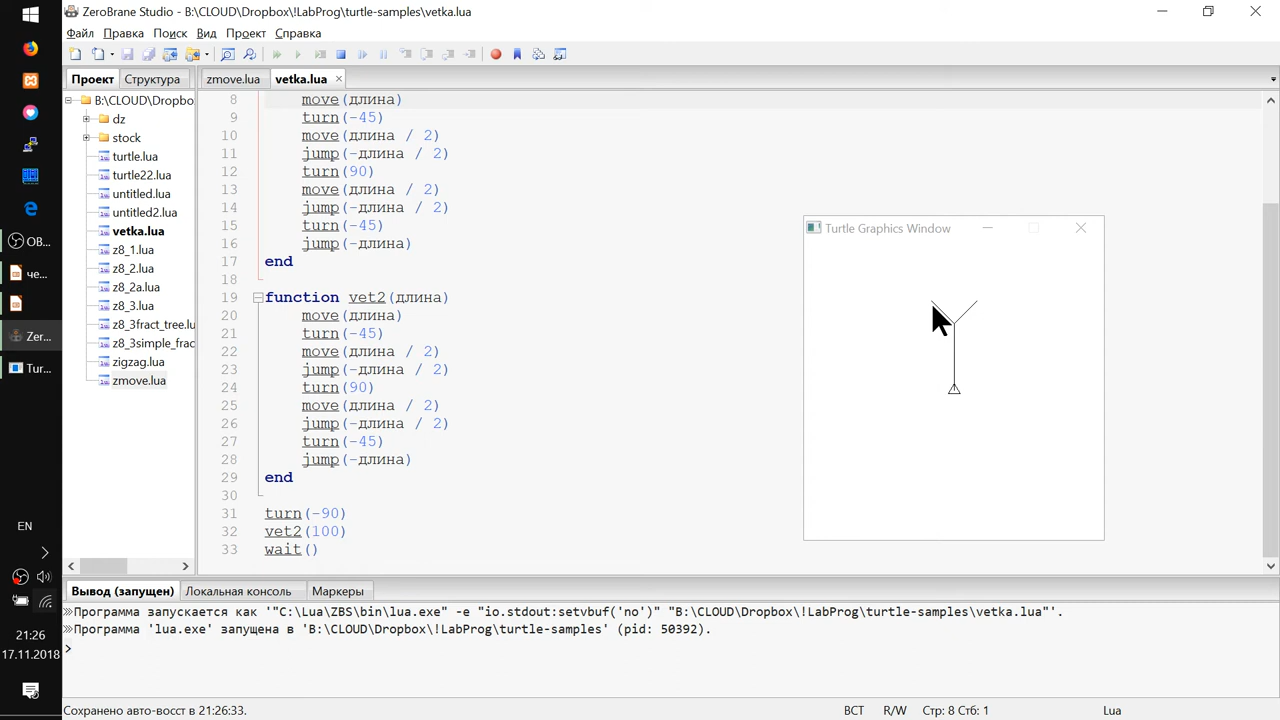 ZeroBrane Studio - B:\CLOUD\Dropbox\!LabProg\turtle-samples\vetka.lua
Файл Правка Поиск Вид Проект Справка
Проект Структура
zmove.lua vetka.lua
B:\CLOUD\Dropbo
dz
stock
turtle.lua
turtle22.lua
untitled.lua
untitled2.lua
vetka.lua
z8_1.lua
z8_2.lua
z8_2a.lua
z8_3.lua
z8_3fract_tree.lu
z8_3simple_frac
zigzag.lua
zmove.lua
8 move(длина)
9 turn(-45)
10 move(длина / 2)
11 jump(-длина / 2)
12 turn(90)
13 move(длина / 2)
14 jump(-длина / 2)
15 turn(-45)
16 jump(-длина)
17 end
18
19 function vet2(длина)
20 move(длина)
21 turn(-45)
22 move(длина / 2)
23 jump(-длина / 2)
24 turn(90)
25 move(длина / 2)
26 jump(-длина / 2)
27 turn(-45)
28 jump(-длина)
29 end
30
31 turn(-90)
32 vet2(100)
33 wait()
Turtle Graphics Window
Вывод (запущен) Локальная консоль Маркеры
Программа запускается как '"C:\Lua\ZBS\bin\lua.exe" -e "io.stdout:setvbuf('no')" "B:\CLOUD\Dropbox\!LabProg\turtle-samples\vetka.lua"'.
Программа 'lua.exe' запущена в 'B:\CLOUD\Dropbox\!LabProg\turtle-samples' (pid: 50392).
>
Сохранено авто-восст в 21:26:33.
ВСТ R/W Стр: 8 Стб: 1 Lua
OB...
че...
Zer...
Tur...
EN
21:26
17.11.2018